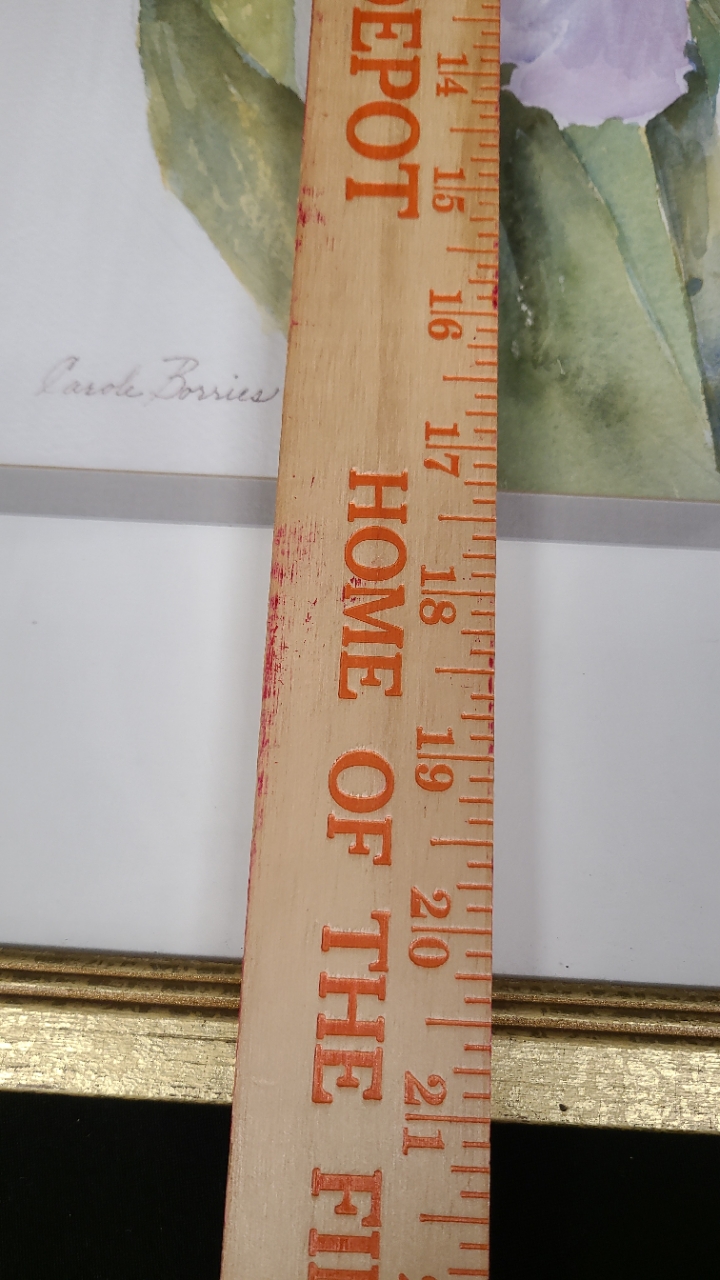 Carole Borries
DEPOT HOME OF THE
14 15 16 17 18 19 20 21